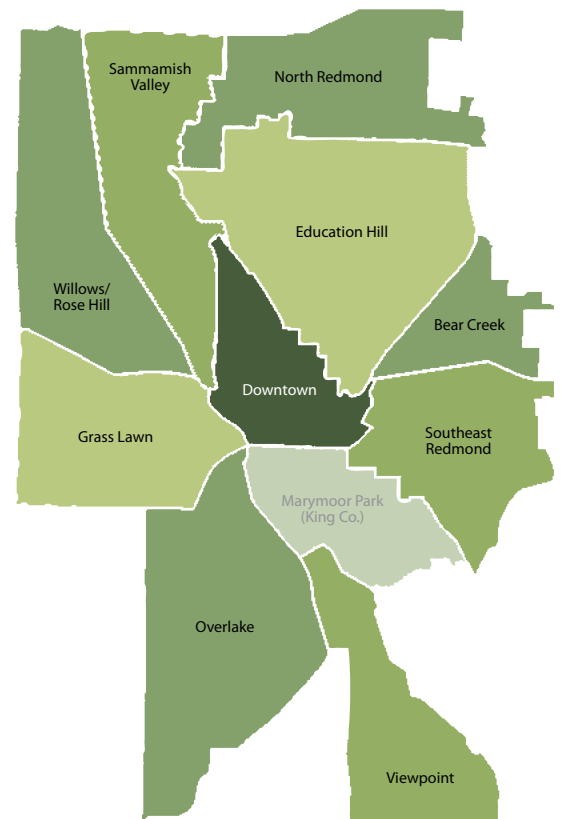 Sammamish
Valley
North Redmond
Education Hill
Willows/
Rose Hill
Bear Creek
Downtown
Grass Lawn
Southeast
Redmond
Marymoor Park
(King Co.)
Overlake
Viewpoint